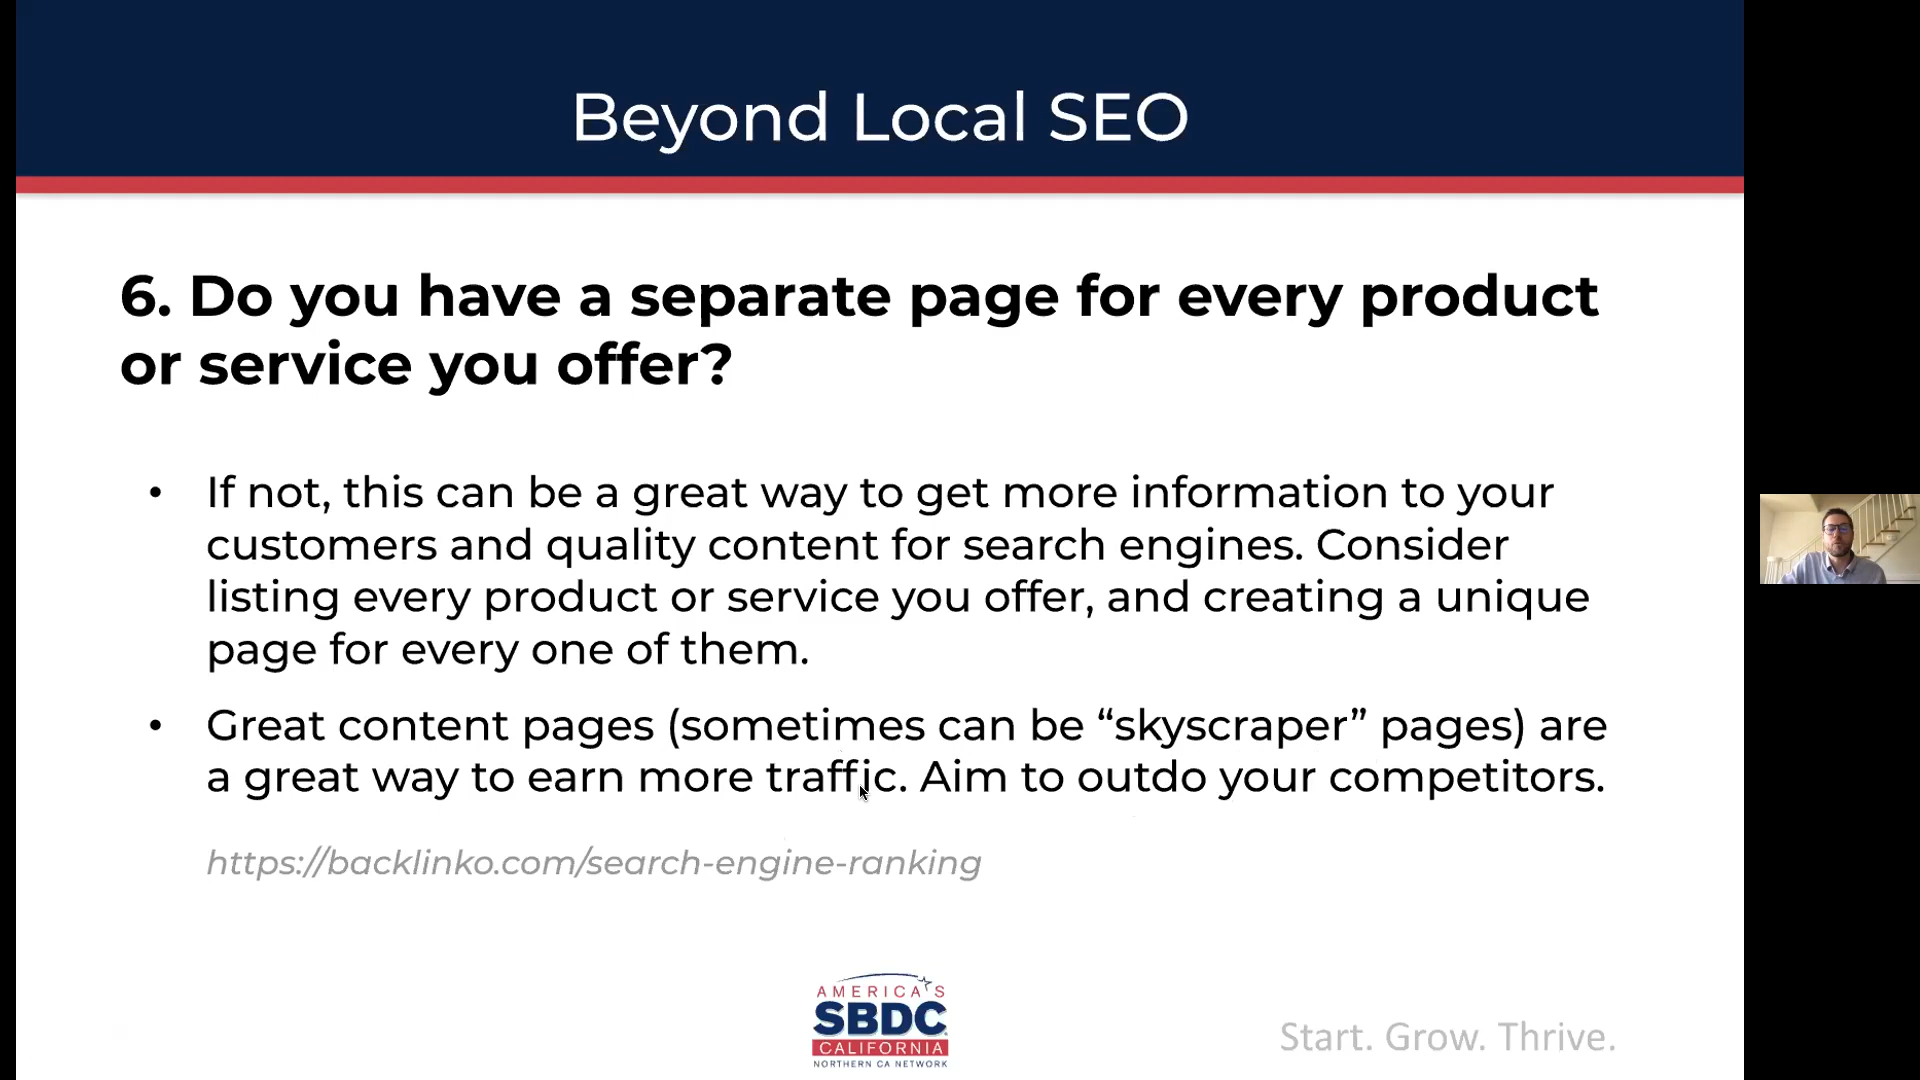 Beyond Local SEO
6. Do you have a separate page for every product
or service you offer?
• If not, this can be a great way to get more information to your
customers and quality content for search engines. Consider
listing every product or service you offer, and creating a unique
page for every one of them.
• Great content pages (sometimes can be “skyscraper” pages) are
a great way to earn more traffic. Aim to outdo your competitors.
https://backlinko.com/search-engine-ranking
AMERICA'S
SBDC
CALIFORNIA
NORTHERN CA NETWORK
Start. Grow. Thrive.